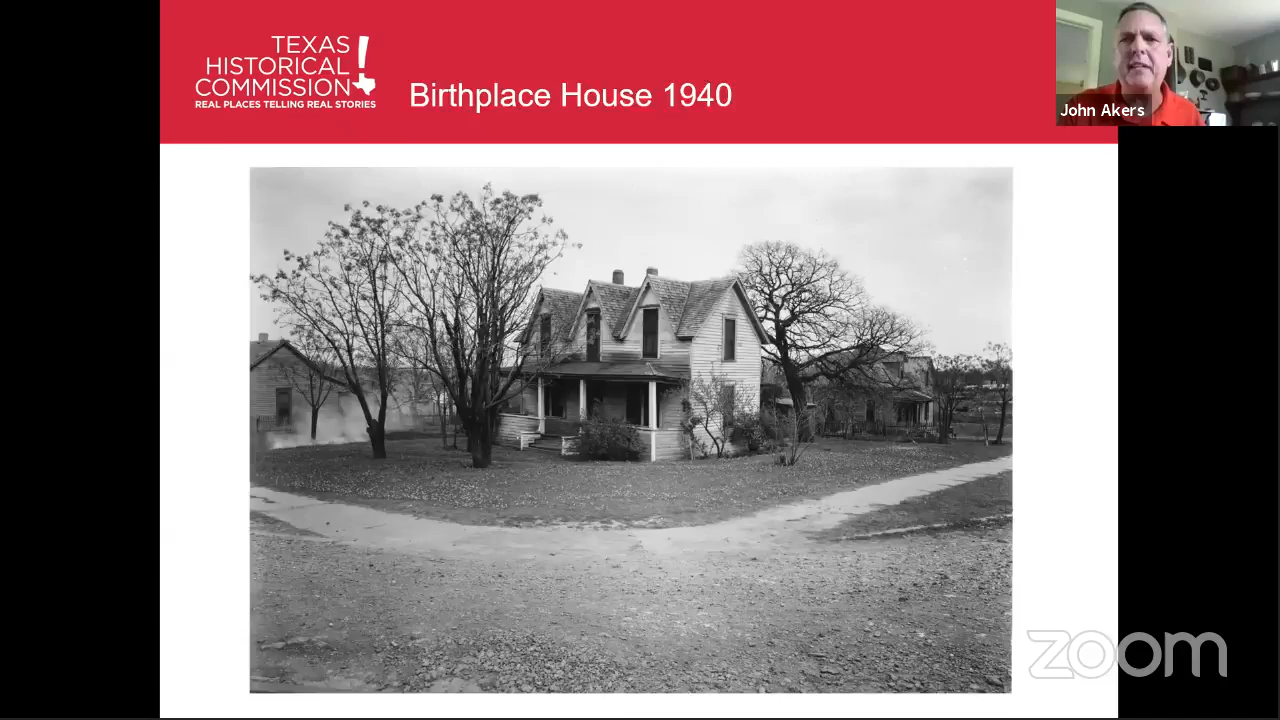 TEXAS
HISTORICAL
COMMISSION
REAL PLACES TELLING REAL STORIES
Birthplace House 1940
John Akers
zoom